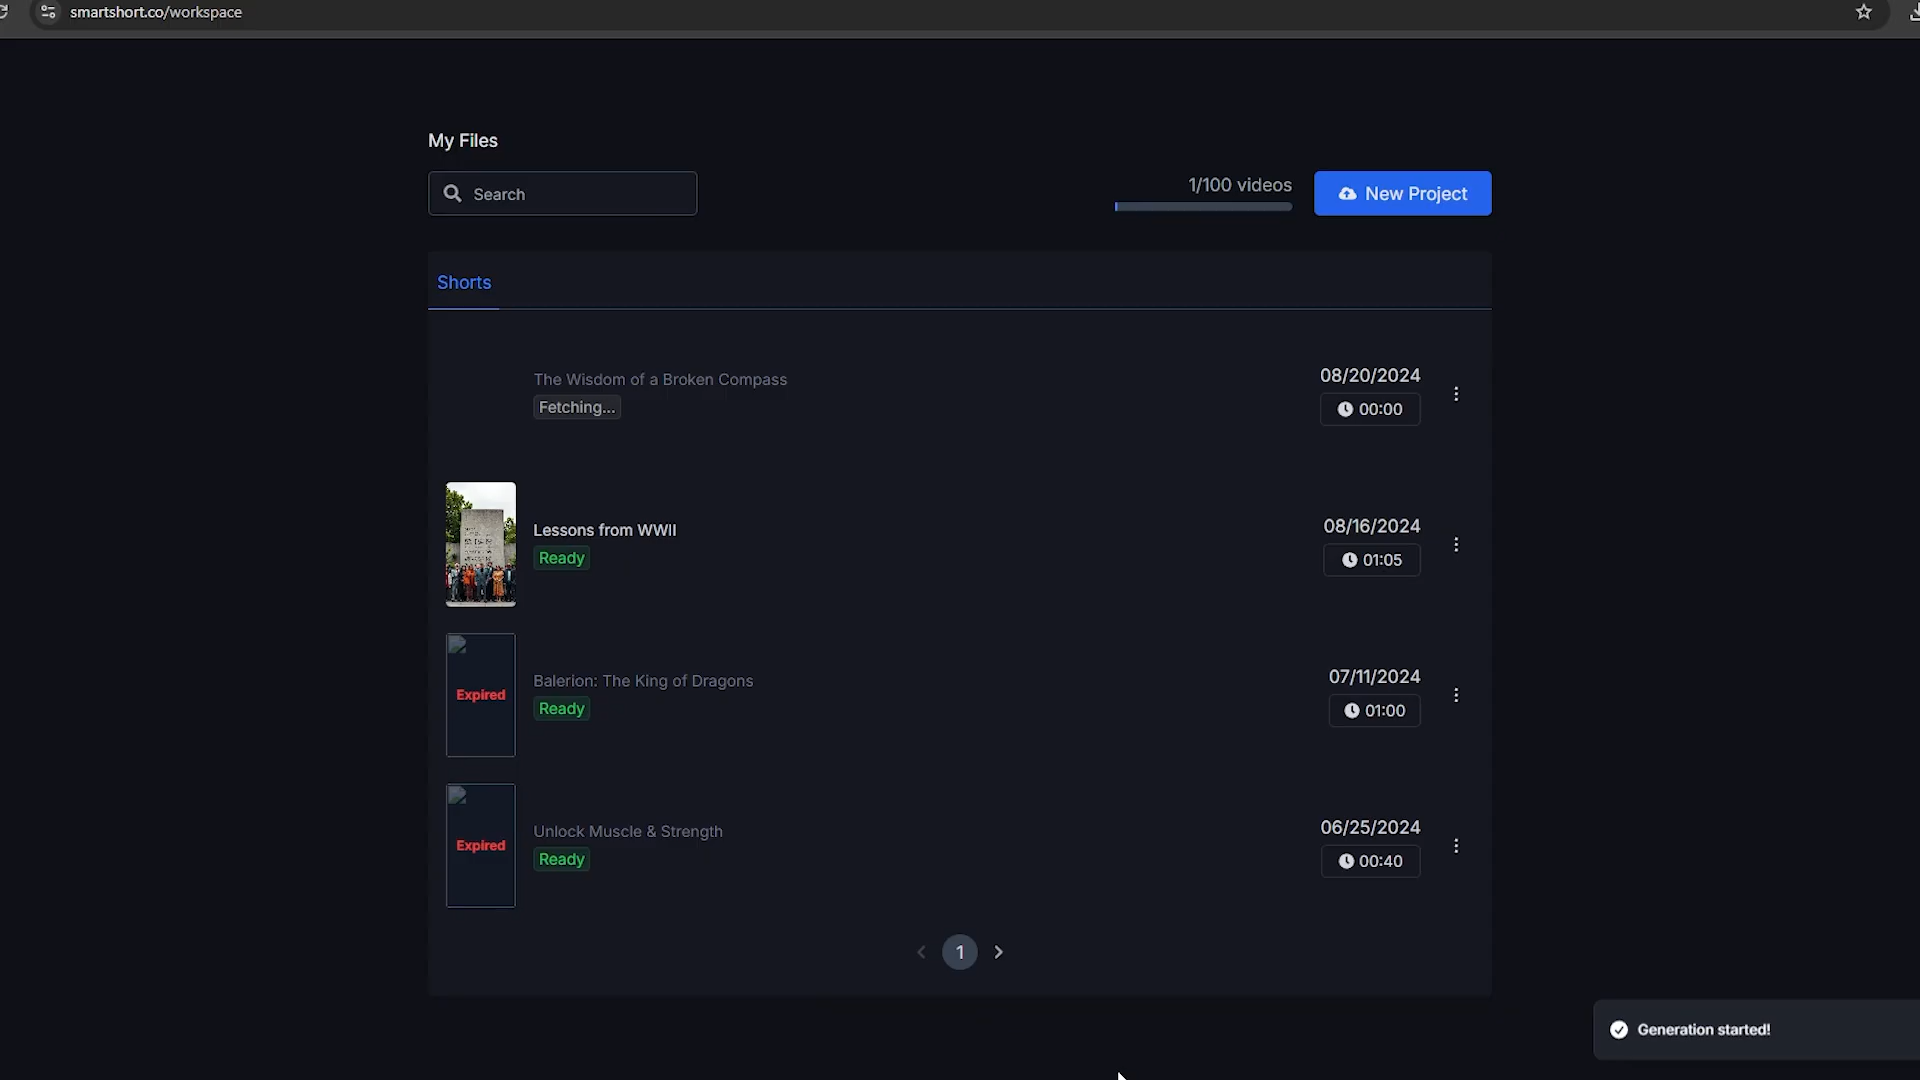 smartshort.co/workspace
My Files
Search
1/100 videos
New Project
Shorts
The Wisdom of a Broken Compass
Fetching...
08/20/2024
00:00
Lessons from WWII
Ready
08/16/2024
01:05
Expired
Balerion: The King of Dragons
Ready
07/11/2024
01:00
Expired
Unlock Muscle & Strength
Ready
06/25/2024
00:40
1
Generation started!